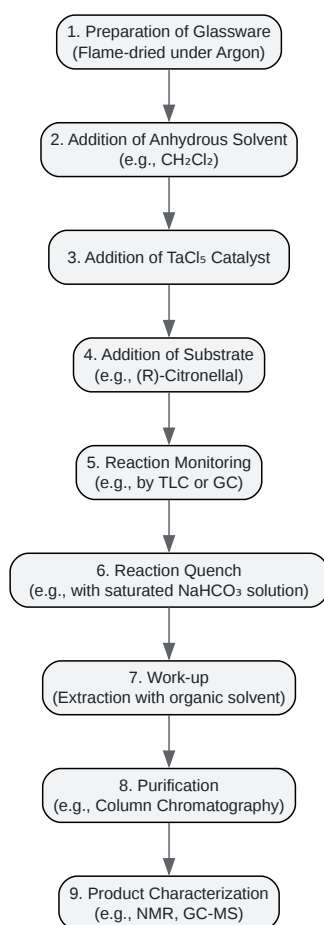 1. Preparation of Glassware
(Flame-dried under Argon)
2. Addition of Anhydrous Solvent
(e.g., CH₂Cl₂)
3. Addition of TaCl₅ Catalyst
4. Addition of Substrate
(e.g., (R)-Citronellal)
5. Reaction Monitoring
(e.g., by TLC or GC)
6. Reaction Quench
(e.g., with saturated NaHCO₃ solution)
7. Work-up
(Extraction with organic solvent)
8. Purification
(e.g., Column Chromatography)
9. Product Characterization
(e.g., NMR, GC-MS)